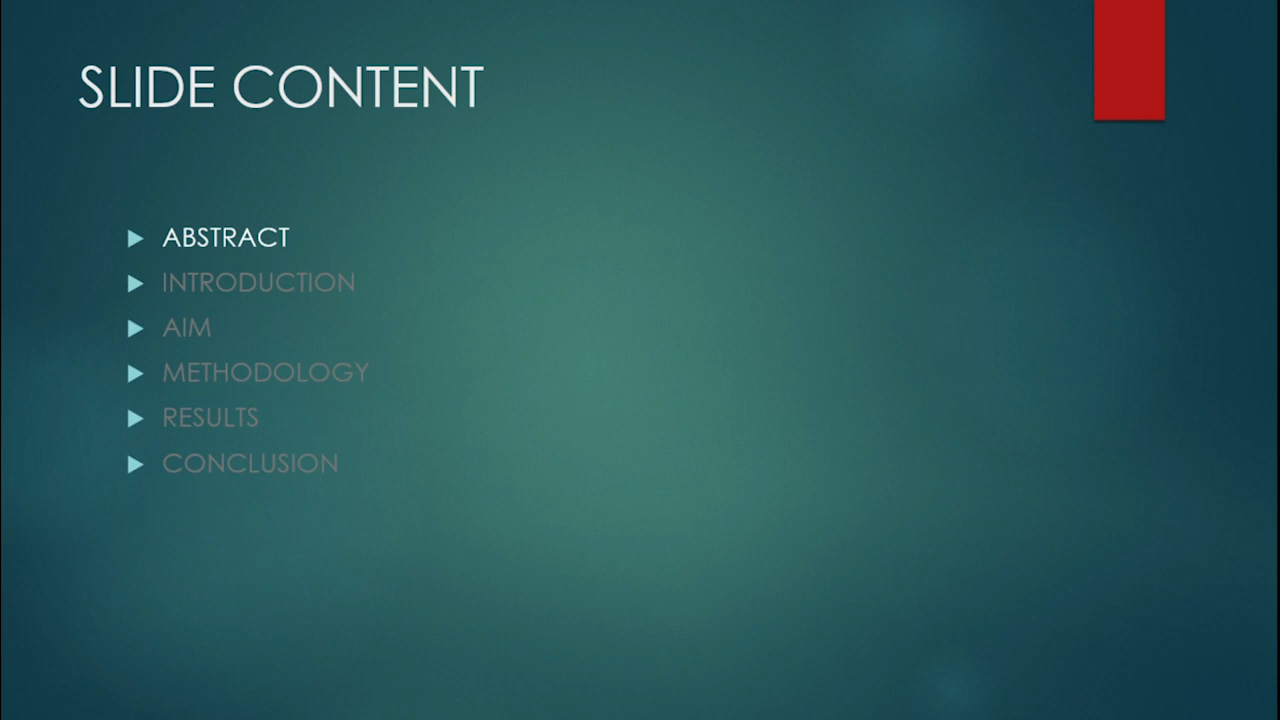 SLIDE CONTENT
ABSTRACT
INTRODUCTION
AIM
METHODOLOGY
RESULTS
CONCLUSION